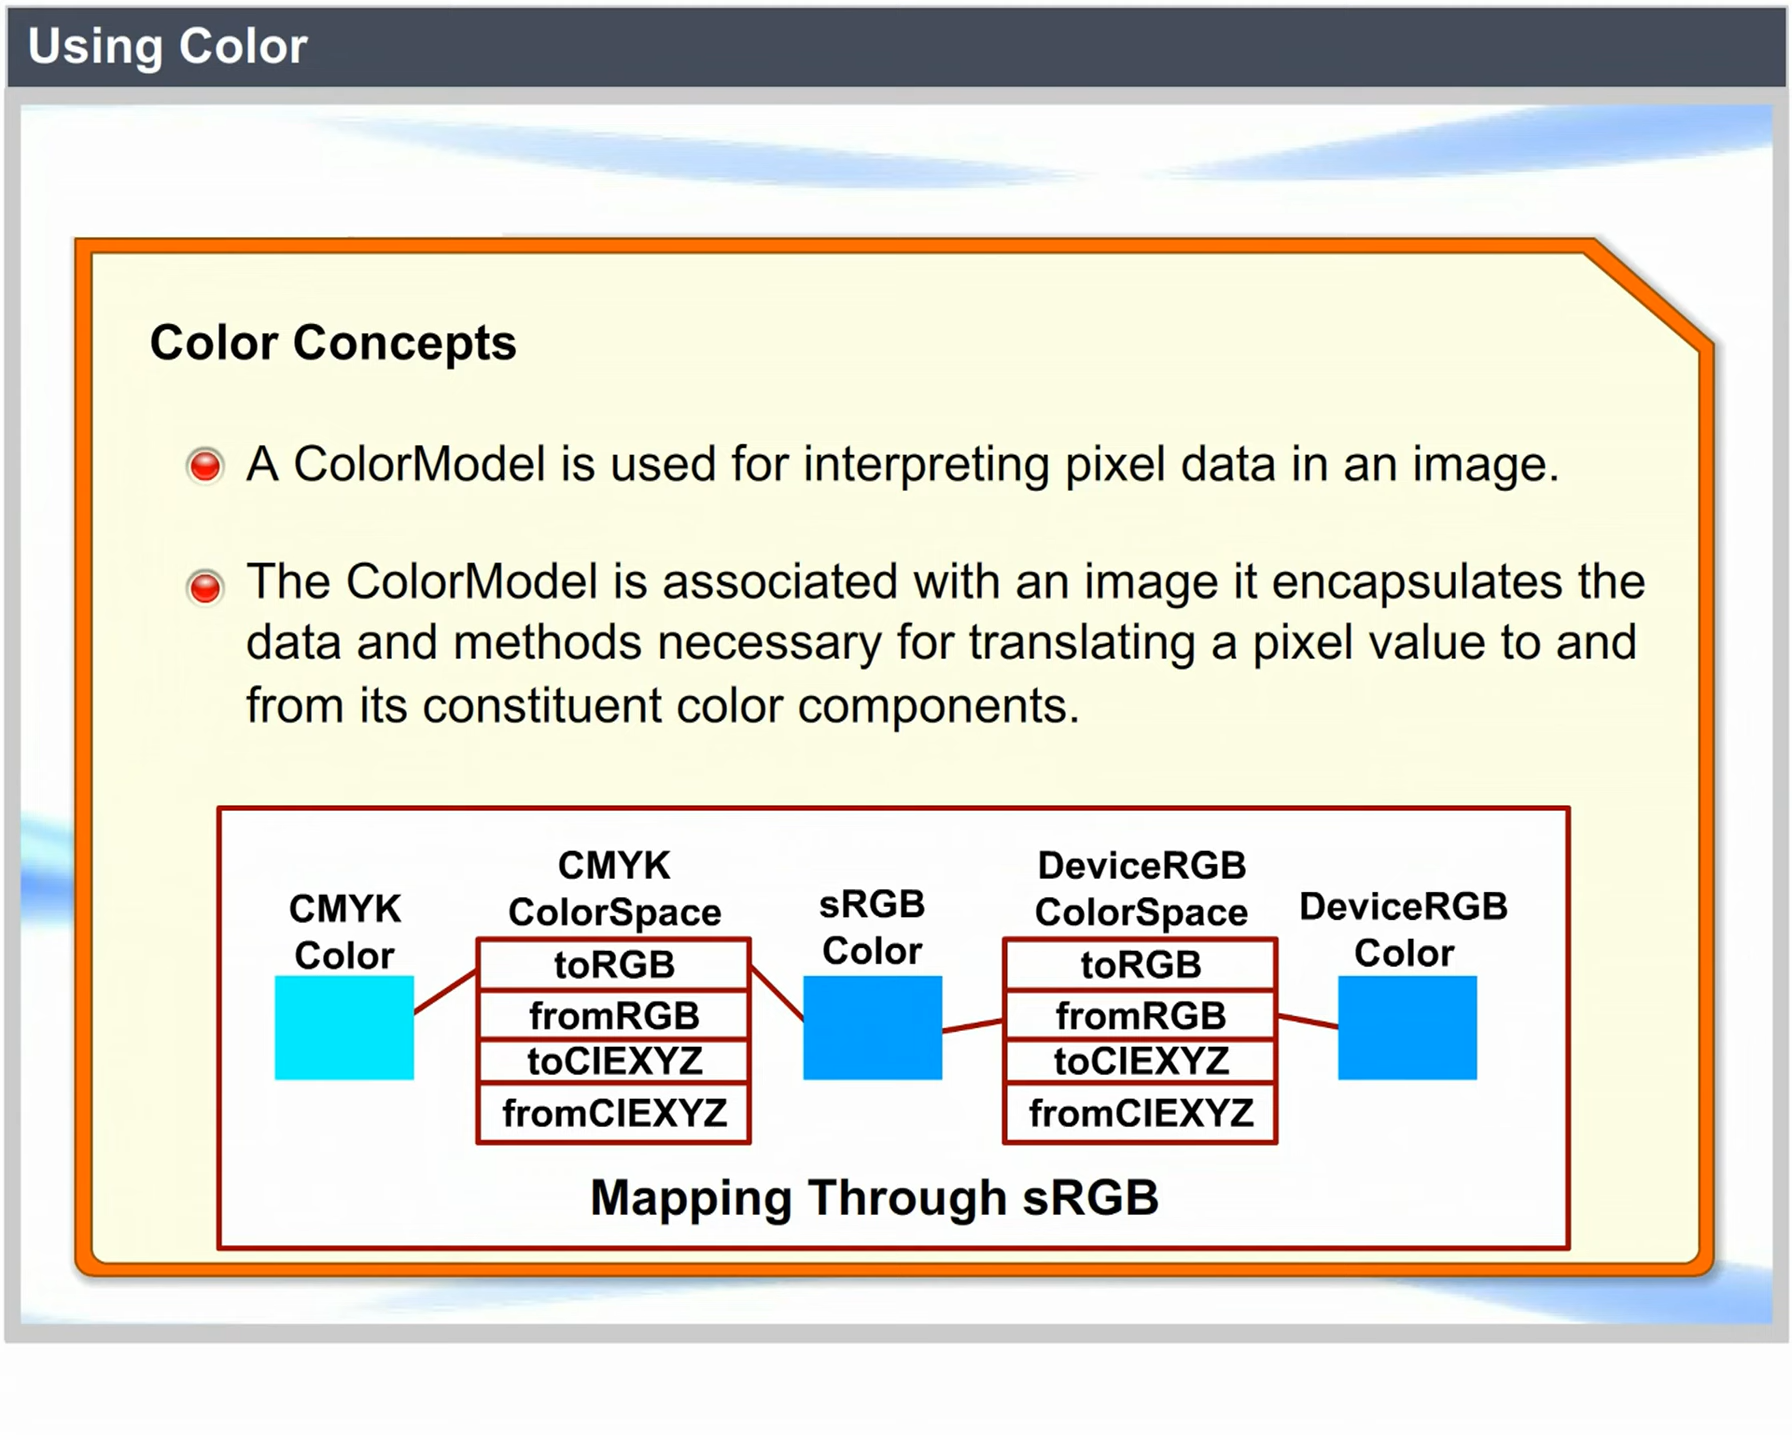 Using Color
Color Concepts
A ColorModel is used for interpreting pixel data in an image.
The ColorModel is associated with an image it encapsulates the
data and methods necessary for translating a pixel value to and
from its constituent color components.
CMYK
Color
CMYK
ColorSpace
toRGB
fromRGB
toCIEXYZ
fromCIEXYZ
sRGB
Color
DeviceRGB
ColorSpace
toRGB
fromRGB
toCIEXYZ
fromCIEXYZ
DeviceRGB
Color
Mapping Through sRGB